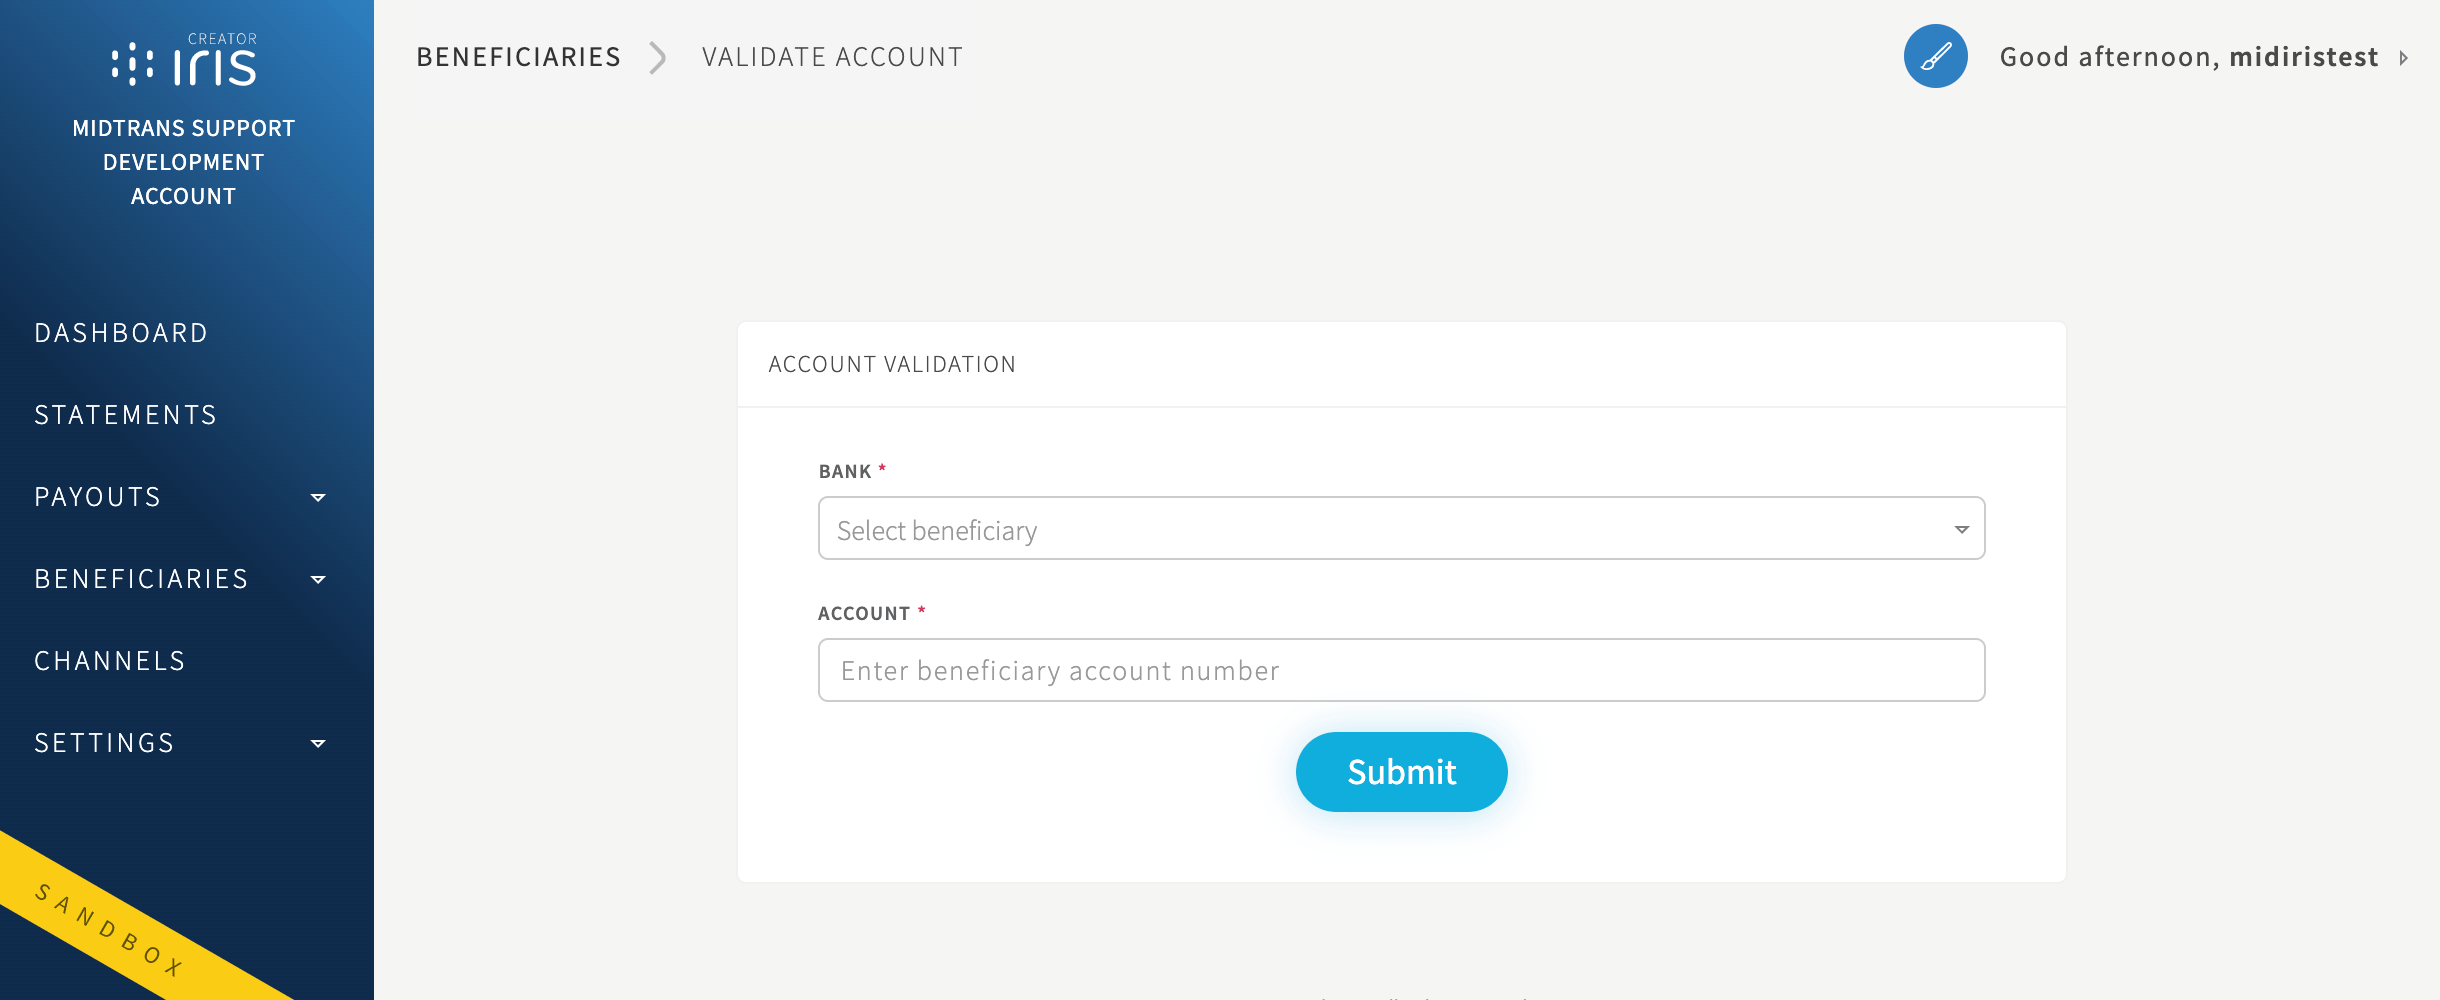 CREATOR
iris
MIDTRANS SUPPORT
DEVELOPMENT
ACCOUNT
DASHBOARD
STATEMENTS
PAYOUTS
BENEFICIARIES
CHANNELS
SETTINGS
SANDBOX
BENEFICIARIES
VALIDATE ACCOUNT
Good afternoon, midiristest
ACCOUNT VALIDATION
BANK *
Select beneficiary
ACCOUNT *
Enter beneficiary account number
Submit